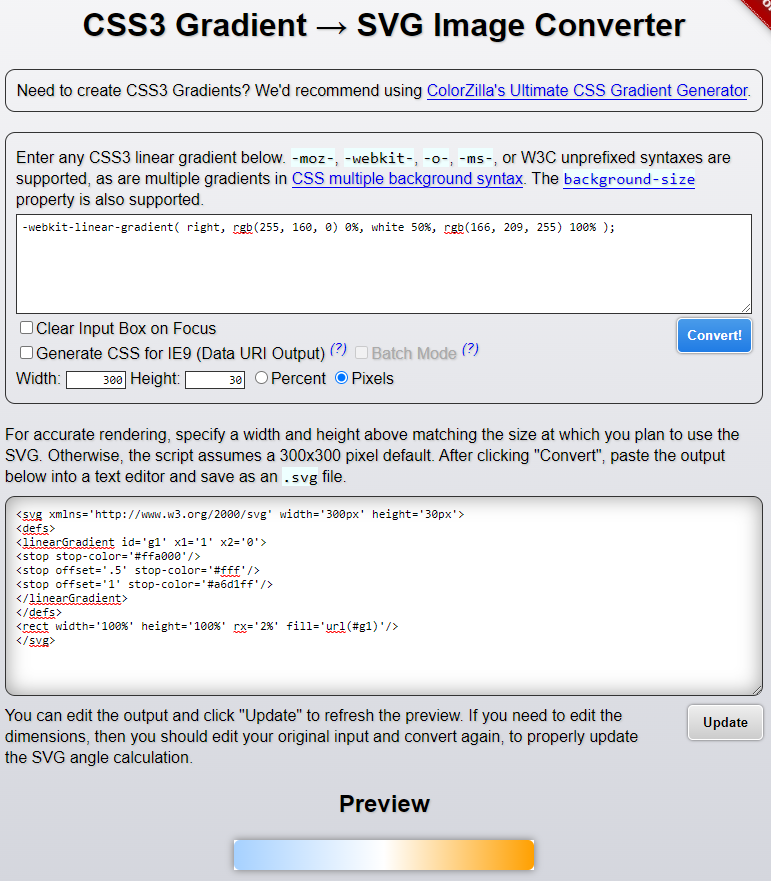 CSS3 Gradient → SVG Image Converter
Need to create CSS3 Gradients? We'd recommend using ColorZilla's Ultimate CSS Gradient Generator.
Enter any CSS3 linear gradient below. -moz-, -webkit-, -o-, -ms-, or W3C unprefixed syntaxes are
supported, as are multiple gradients in CSS multiple background syntax. The background-size
property is also supported.
-webkit-linear-gradient( right, rgb(255, 160, 0) 0%, white 50%, rgb(166, 209, 255) 100% );
Clear Input Box on Focus
Convert!
Generate CSS for IE9 (Data URI Output) (?) Batch Mode (?)
Width: 300 Height: 30 Percent Pixels
For accurate rendering, specify a width and height above matching the size at which you plan to use the
SVG. Otherwise, the script assumes a 300x300 pixel default. After clicking "Convert", paste the output
below into a text editor and save as an .svg file.
<svg xmlns='http://www.w3.org/2000/svg' width='300px' height='30px'>
<defs>
<linearGradient id='g1' x1='1' x2='0'>
<stop stop-color='#ffa000'/>
<stop offset='.5' stop-color='#fff'/>
<stop offset='1' stop-color='#a6d1ff'/>
</linearGradient>
</defs>
<rect width='100%' height='100%' rx='2%' fill='url(#g1)'/>
</svg>
You can edit the output and click "Update" to refresh the preview. If you need to edit the
dimensions, then you should edit your original input and convert again, to properly update
the SVG angle calculation.
Update
Preview